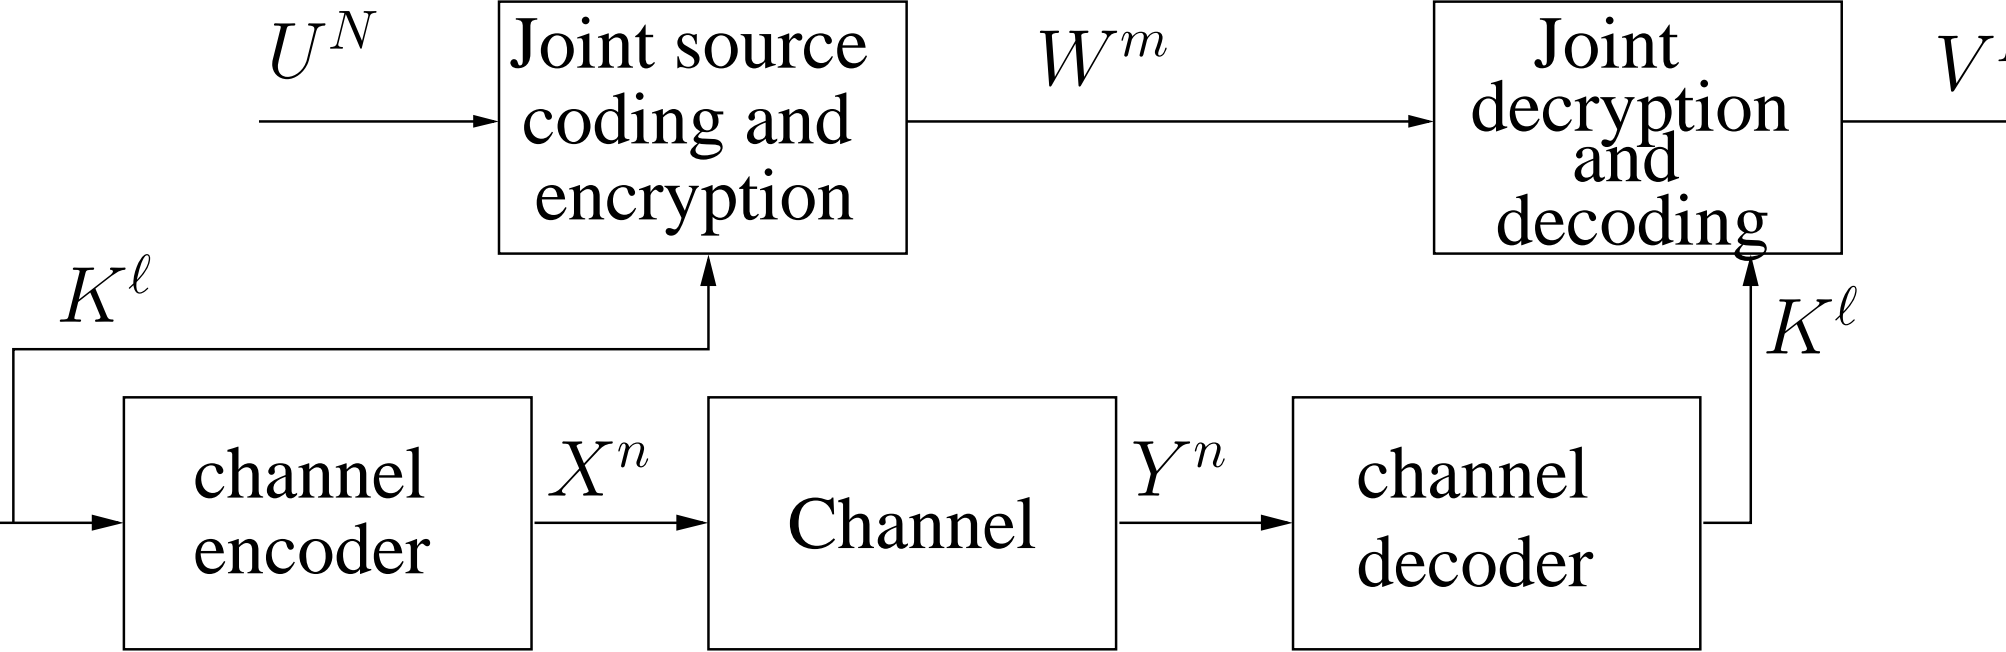 U^N
Joint source
coding and
encryption
W^m
Joint
decryption
and
decoding
V
K^ℓ
K^ℓ
channel
encoder
X^n
Channel
Y^n
channel
decoder